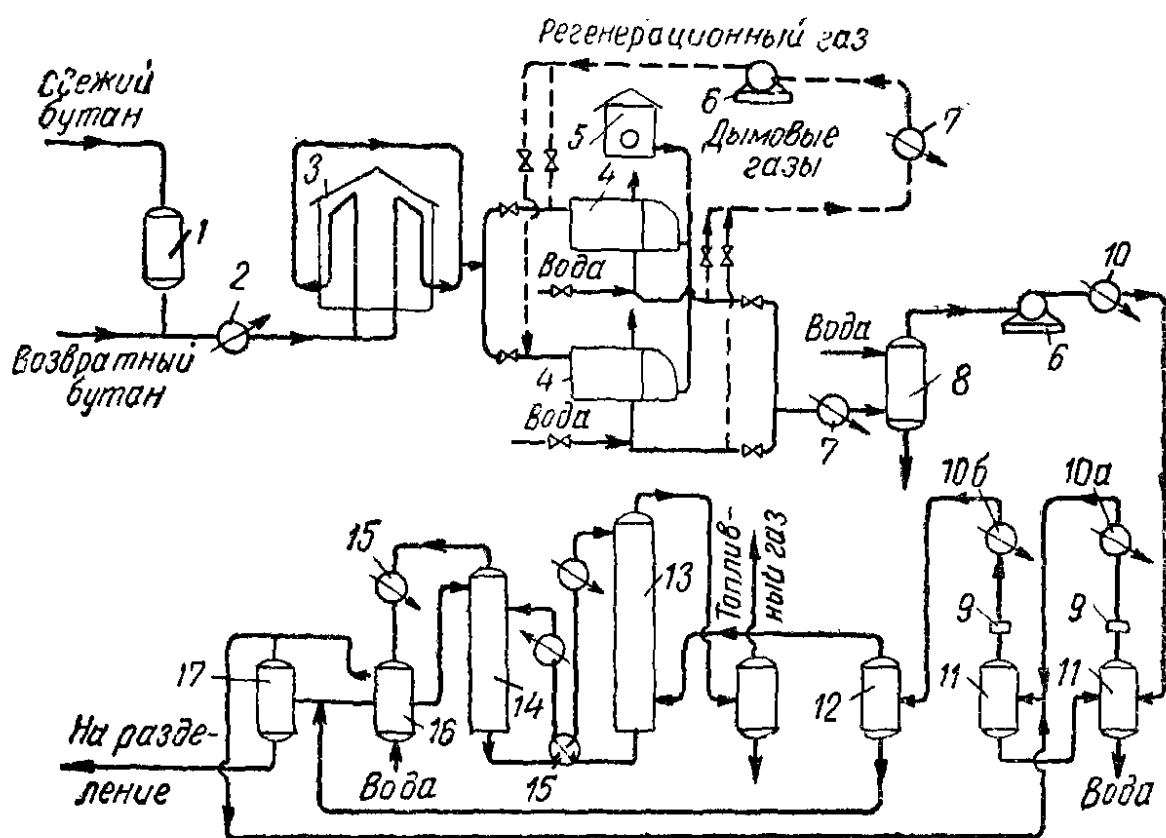 Регенерационный газ
свежий
бутан
6
7
5
Дымовые
газы
3
4
1
Вода
10
2
Вода
6
Возвратный
бутан
4
8
Вода
7
10б
10а
15
Топлив-
ный газ
13
9
9
17
14
12
11
11
16
На разде-
ление
Вода
15
Вода